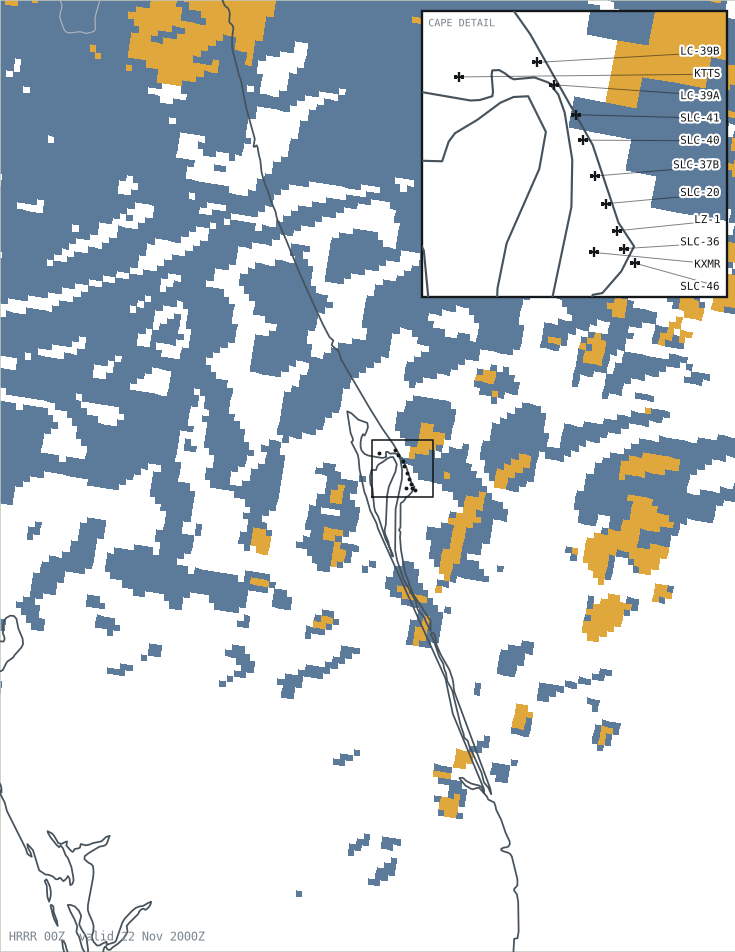 CAPE DETAIL
LC-39B
KTTS
LC-39A
SLC-41
SLC-40
SLC-37B
SLC-20
LZ-1
SLC-36
KXMR
SLC-46
HRRR 00Z valid 22 Nov 2000Z